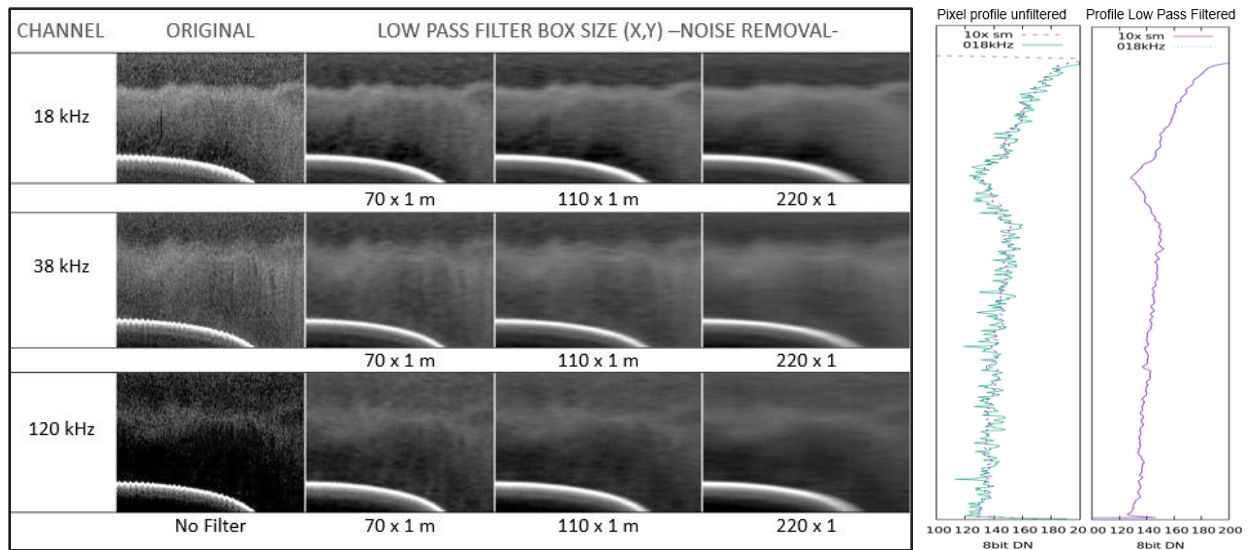 CHANNEL ORIGINAL LOW PASS FILTER BOX SIZE (X,Y) –NOISE REMOVAL-
18 kHz
70 x 1 m 110 x 1 m 220 x 1
38 kHz
70 x 1 m 110 x 1 m 220 x 1
120 kHz
No Filter 70 x 1 m 110 x 1 m 220 x 1
Pixel profile unfiltered
10x sm
018kHz
100 120 140 160 180 20
8bit DN
Profile Low Pass Filtered
10x sm
018kHz
100 120 140 160 180 200
8bit DN